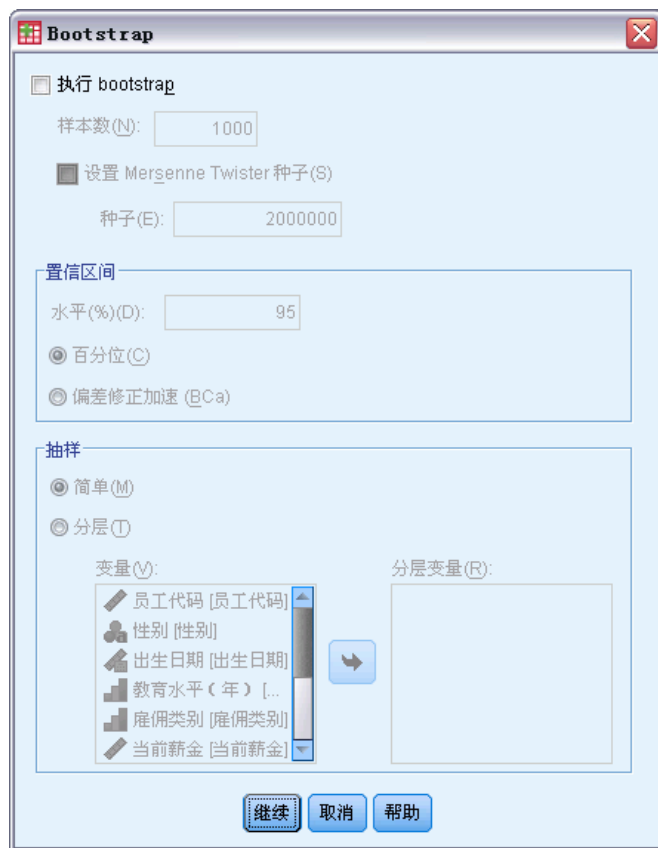 Bootstrap
执行 bootstrap
样本数(N): 1000
设置 Mersenne Twister 种子(S)
种子(E): 2000000
置信区间
水平(%)(D): 95
百分位(C)
偏差修正加速 (BCa)
抽样
简单(M)
分层(T)
变量(V): 分层变量(R):
员工代码 [员工代码]
性别 [性别]
出生日期 [出生日期]
教育水平（年） [...
雇佣类别 [雇佣类别]
当前薪金 [当前薪金]
继续 取消 帮助